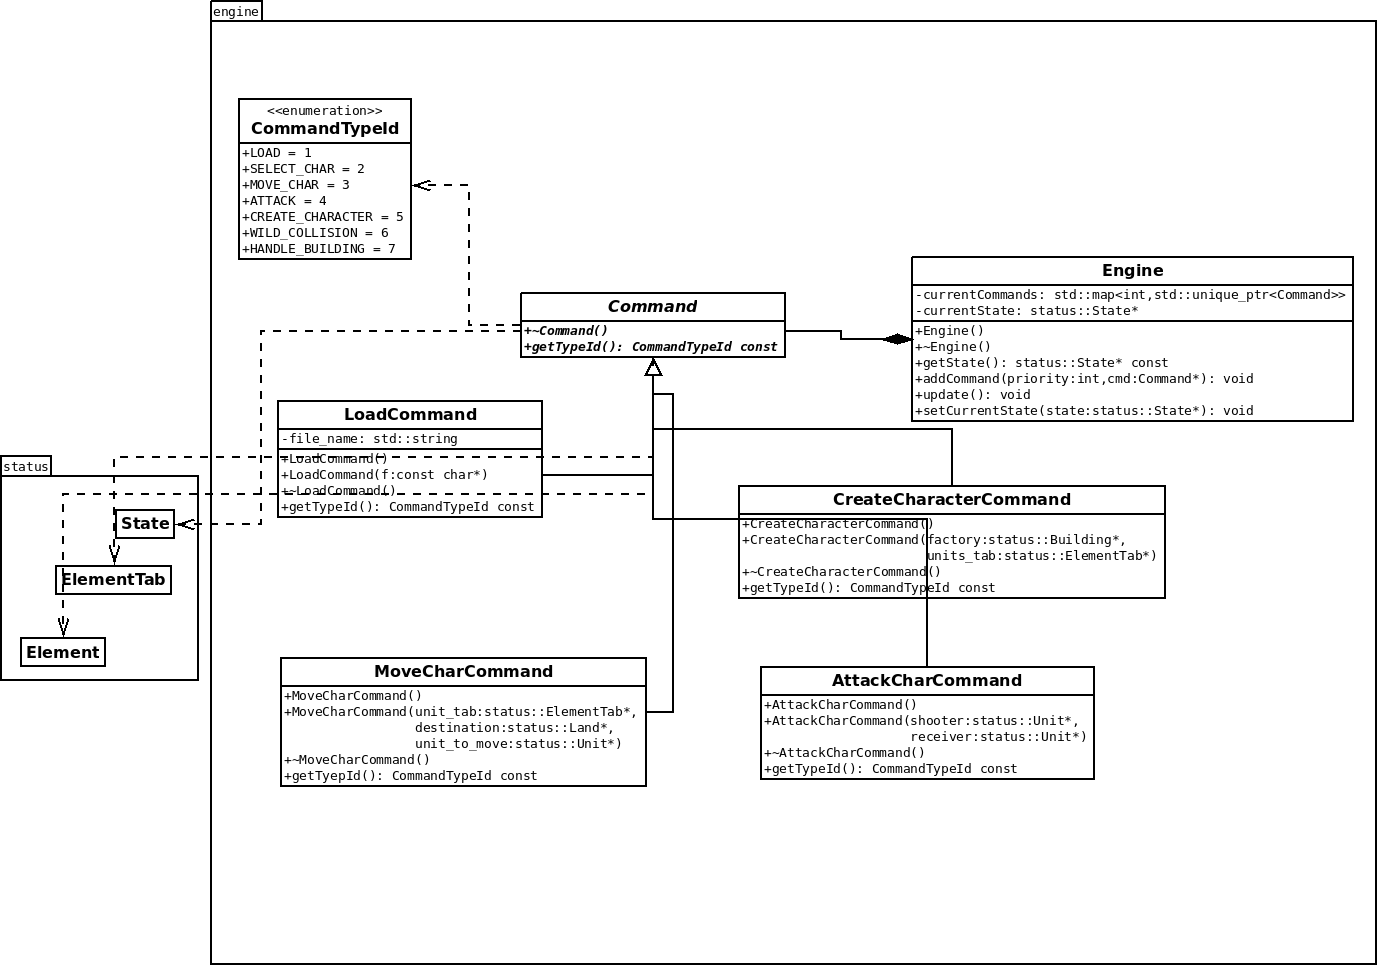 engine
<<enumeration>>
CommandTypeId
+LOAD = 1
+SELECT_CHAR = 2
+MOVE_CHAR = 3
+ATTACK = 4
+CREATE_CHARACTER = 5
+WILD_COLLISION = 6
+HANDLE_BUILDING = 7
Engine
-currentCommands: std::map<int,std::unique_ptr<Command>>
-currentState: status::State*
+Engine()
+~Engine()
+getState(): status::State* const
+addCommand(priority:int,cmd:Command*): void
+update(): void
+setCurrentState(state:status::State*): void
Command
+~Command()
+getTypeId(): CommandTypeId const
LoadCommand
-file_name: std::string
+LoadCommand()
+LoadCommand(f:const char*)
+~LoadCommand()
+getTypeId(): CommandTypeId const
status
State
ElementTab
Element
CreateCharacterCommand
+CreateCharacterCommand()
+CreateCharacterCommand(factory:status::Building*,
units_tab:status::ElementTab*)
+~CreateCharacterCommand()
+getTypeId(): CommandTypeId const
MoveCharCommand
+MoveCharCommand()
+MoveCharCommand(unit_tab:status::ElementTab*,
destination:status::Land*,
unit_to_move:status::Unit*)
+~MoveCharCommand()
+getTyepId(): CommandTypeId const
AttackCharCommand
+AttackCharCommand()
+AttackCharCommand(shooter:status::Unit*,
receiver:status::Unit*)
+~AttackCharCommand()
+getTypeId(): CommandTypeId const